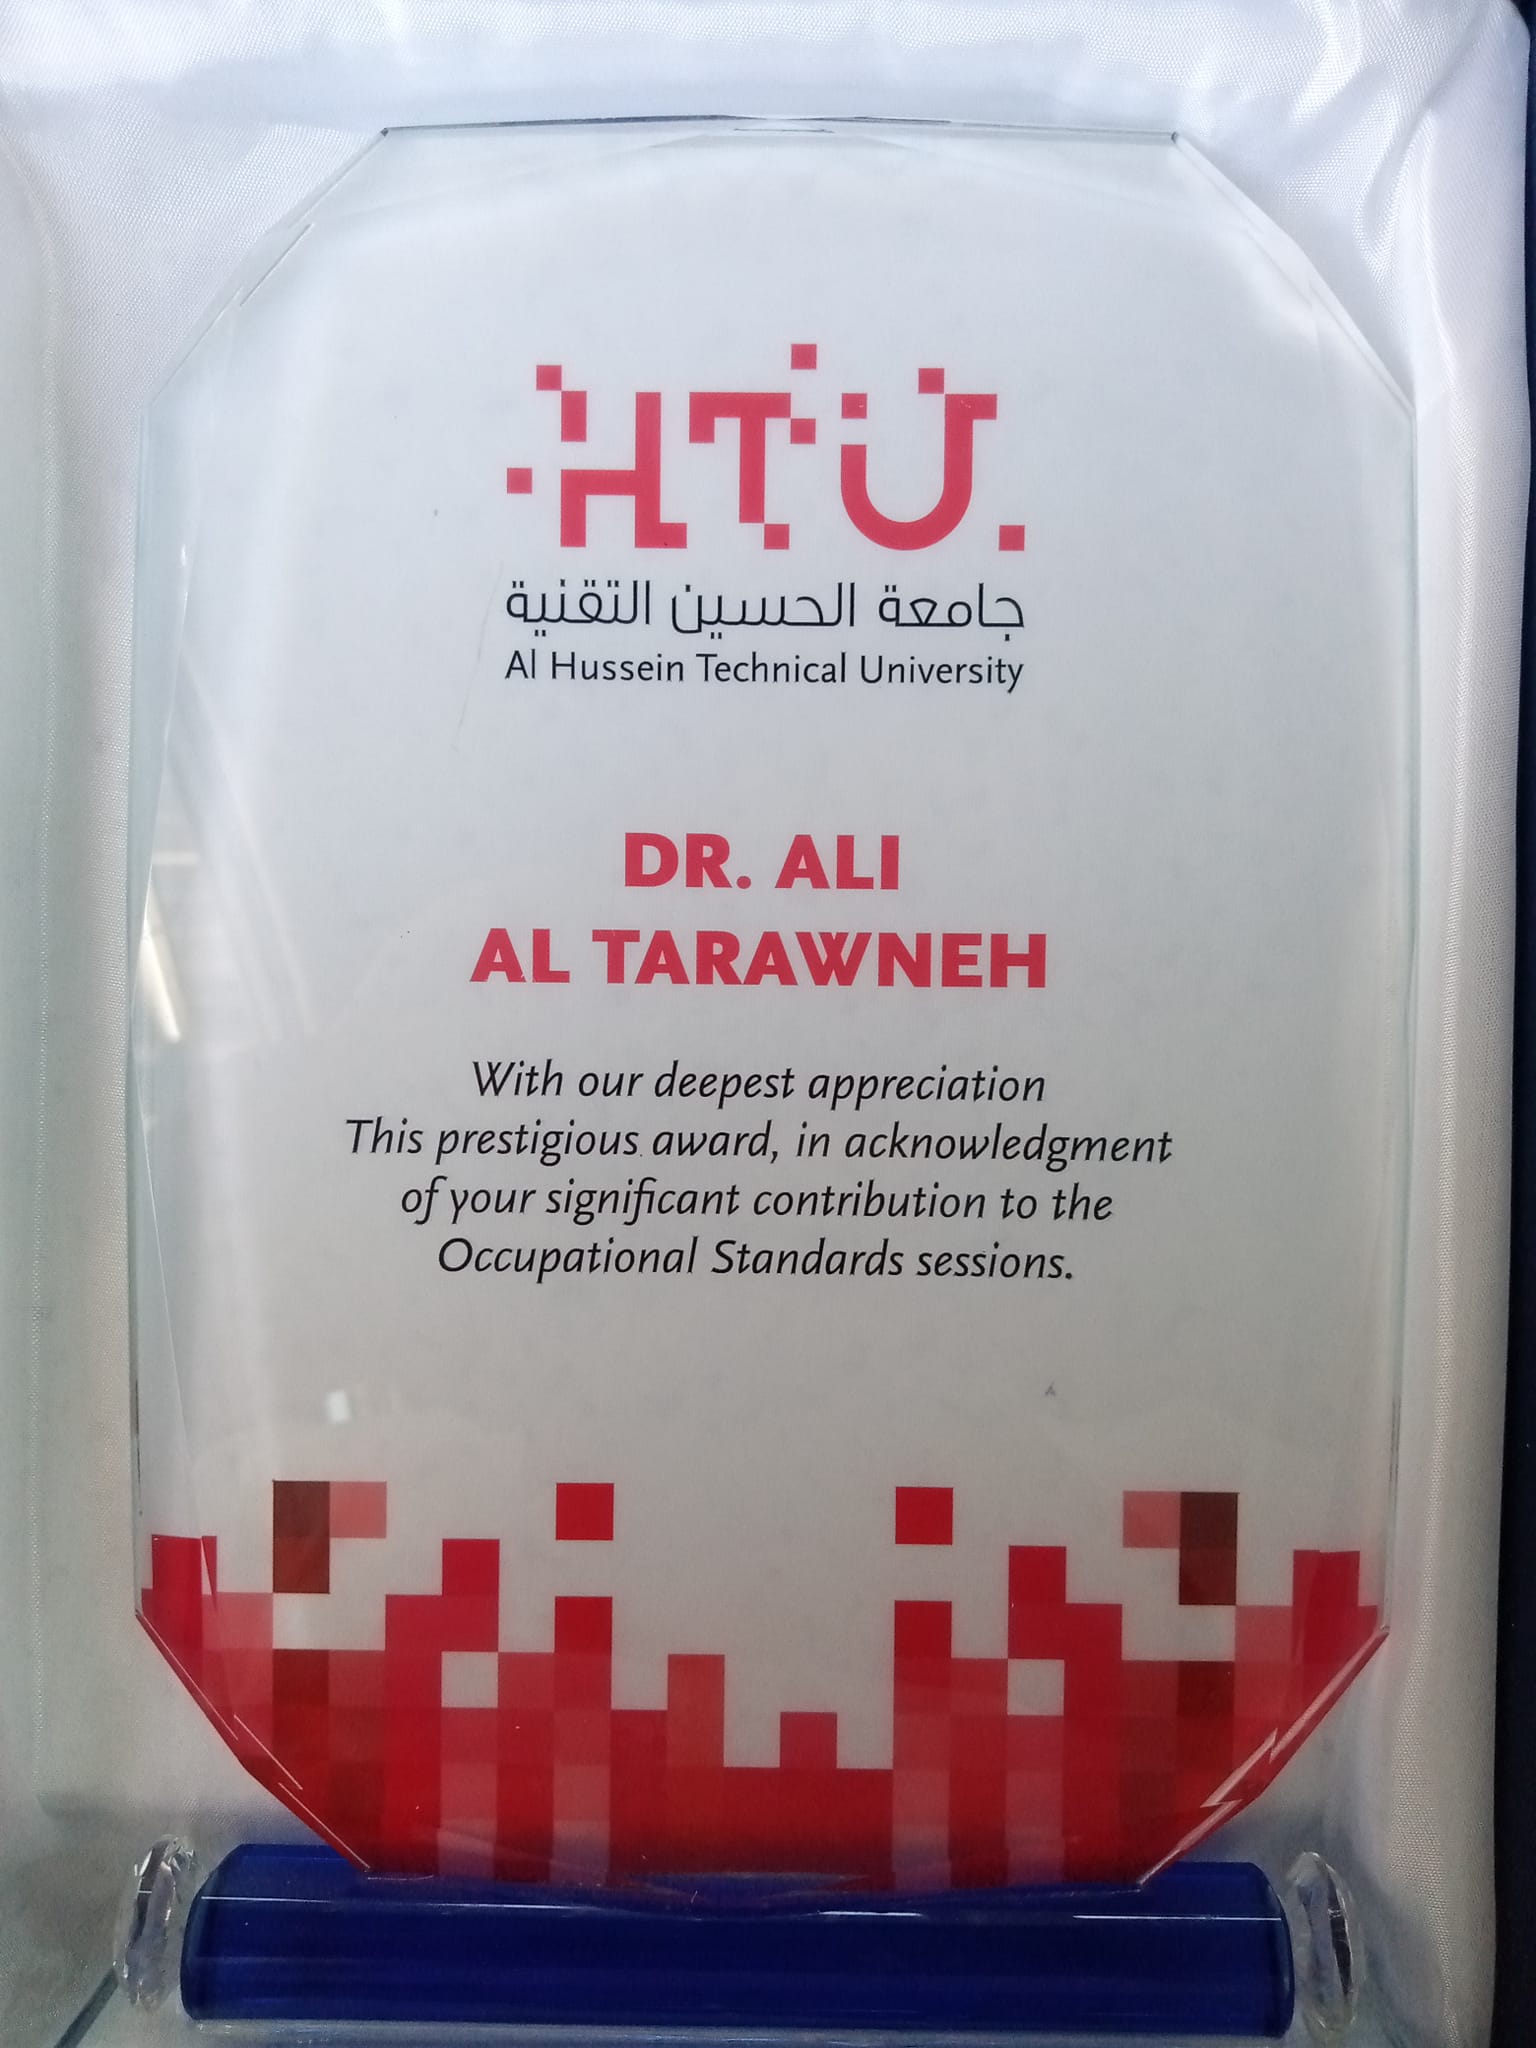 HTU
جامعة الحسين التقنية
Al Hussein Technical University
DR. ALI
AL TARAWNEH
With our deepest appreciation
This prestigious award, in acknowledgment
of your significant contribution to the
Occupational Standards sessions.